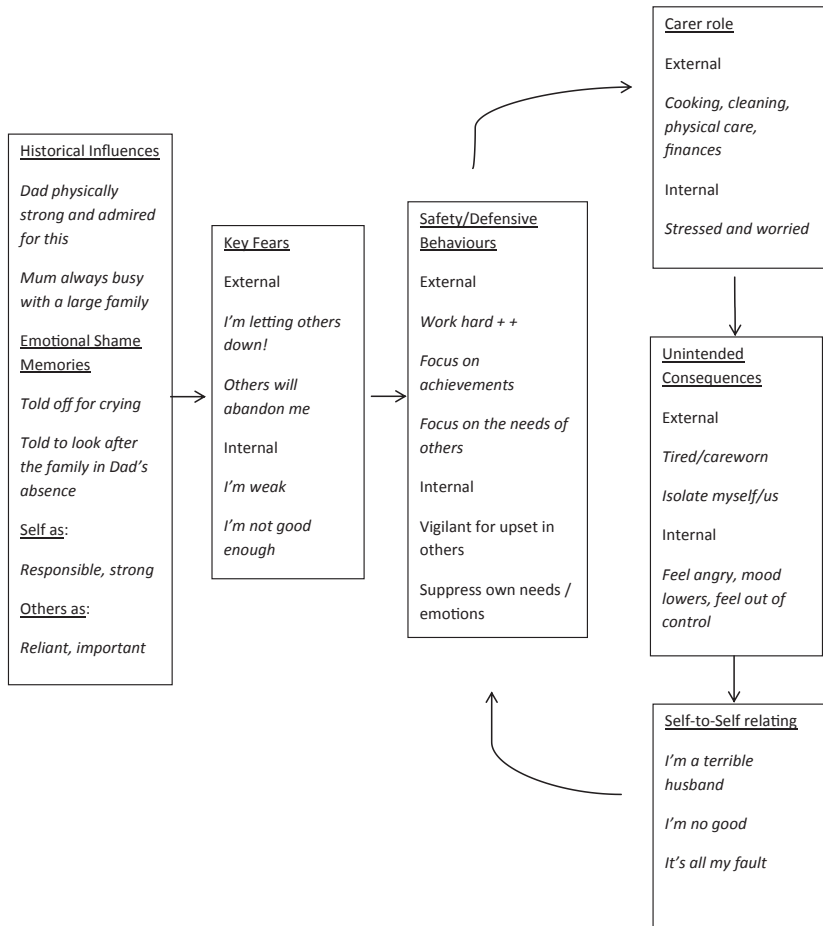 Historical Influences
Dad physically
strong and admired
for this
Mum always busy
with a large family
Emotional Shame
Memories
Told off for crying
Told to look after
the family in Dad's
absence
Self as:
Responsible, strong
Others as:
Reliant, important
Key Fears
External
I'm letting others
down!
Others will
abandon me
Internal
I'm weak
I'm not good
enough
Safety/Defensive
Behaviours
External
Work hard + +
Focus on
achievements
Focus on the needs of
others
Internal
Vigilant for upset in
others
Suppress own needs /
emotions
Carer role
External
Cooking, cleaning,
physical care,
finances
Internal
Stressed and worried
Unintended
Consequences
External
Tired/careworn
Isolate myself/us
Internal
Feel angry, mood
lowers, feel out of
control
Self-to-Self relating
I'm a terrible
husband
I'm no good
It's all my fault